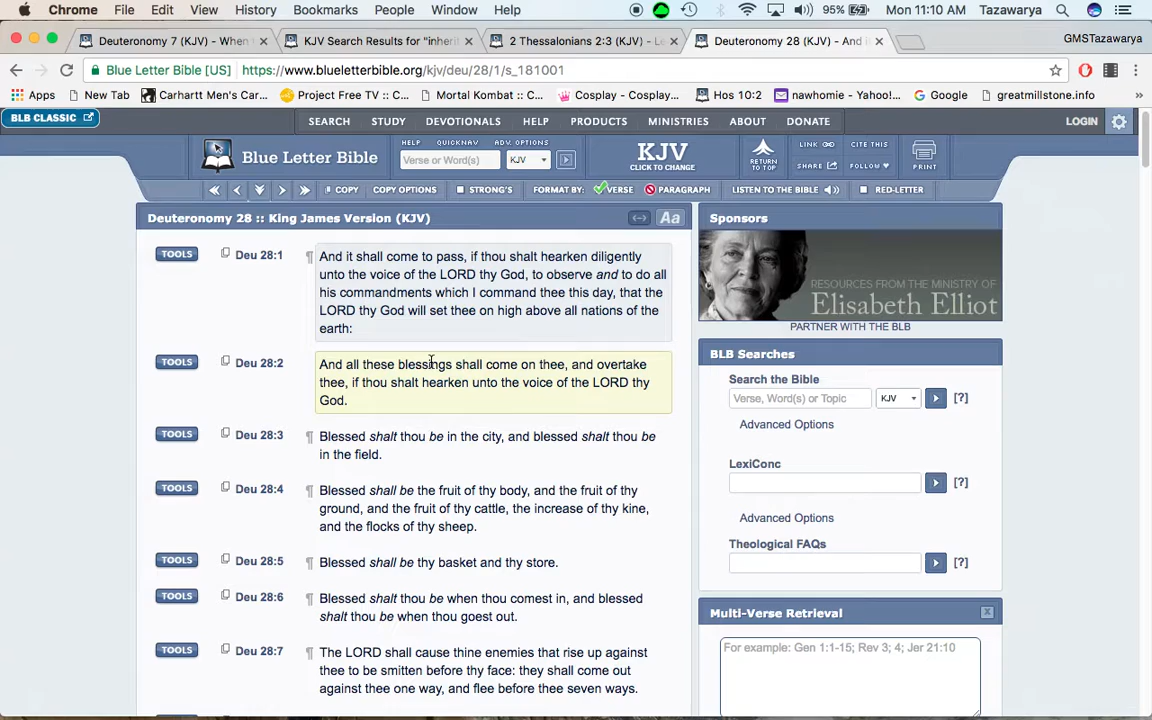 Chrome File Edit View History Bookmarks People Window Help 95% Mon 11:10 AM Tazawarya
Deuteronomy 7 (KJV) - When t
KJV Search Results for "inherit
2 Thessalonians 2:3 (KJV) - Le
Deuteronomy 28 (KJV) - And i
GMSTazawarya
Blue Letter Bible [US] https://www.blueletterbible.org/kjv/deu/28/1/s_181001
Apps New Tab Carhartt Men's Car... Project Free TV :: C... Mortal Kombat :: C... Cosplay - Cosplay... Hos 10:2 nawhomie - Yahoo!... Google greatmillstone.info
BLB CLASSIC
SEARCH STUDY DEVOTIONALS HELP PRODUCTS MINISTRIES ABOUT DONATE LOGIN
Blue Letter Bible
HELP QUICKNAV ADV. OPTIONS
Verse or Word(s) KJV
KJV
CLICK TO CHANGE
RETURN
TO TOP
LINK CITE THIS
SHARE FOLLOW
PRINT
COPY COPY OPTIONS STRONG'S FORMAT BY: VERSE PARAGRAPH LISTEN TO THE BIBLE RED-LETTER
Deuteronomy 28 :: King James Version (KJV) Aa
TOOLS Deu 28:1 ¶ And it shall come to pass, if thou shalt hearken diligently
unto the voice of the LORD thy God, to observe and to do all
his commandments which I command thee this day, that the
LORD thy God will set thee on high above all nations of the
earth:
TOOLS Deu 28:2 And all these blessings shall come on thee, and overtake
thee, if thou shalt hearken unto the voice of the LORD thy
God.
TOOLS Deu 28:3 ¶ Blessed shalt thou be in the city, and blessed shalt thou be
in the field.
TOOLS Deu 28:4 ¶ Blessed shall be the fruit of thy body, and the fruit of thy
ground, and the fruit of thy cattle, the increase of thy kine,
and the flocks of thy sheep.
TOOLS Deu 28:5 ¶ Blessed shall be thy basket and thy store.
TOOLS Deu 28:6 ¶ Blessed shalt thou be when thou comest in, and blessed
shalt thou be when thou goest out.
TOOLS Deu 28:7 ¶ The LORD shall cause thine enemies that rise up against
thee to be smitten before thy face: they shall come out
against thee one way, and flee before thee seven ways.
Sponsors
RESOURCES FROM THE MINISTRY OF
Elisabeth Elliot
PARTNER WITH THE BLB
BLB Searches
Search the Bible
Verse, Word(s) or Topic KJV [?]
Advanced Options
LexiConc
[?]
Advanced Options
Theological FAQs
[?]
Multi-Verse Retrieval x
For example: Gen 1:1-15; Rev 3; 4; Jer 21:10